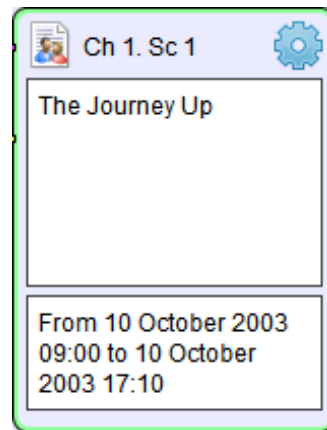 Ch 1. Sc 1
The Journey Up
From 10 October 2003
09:00 to 10 October
2003 17:10